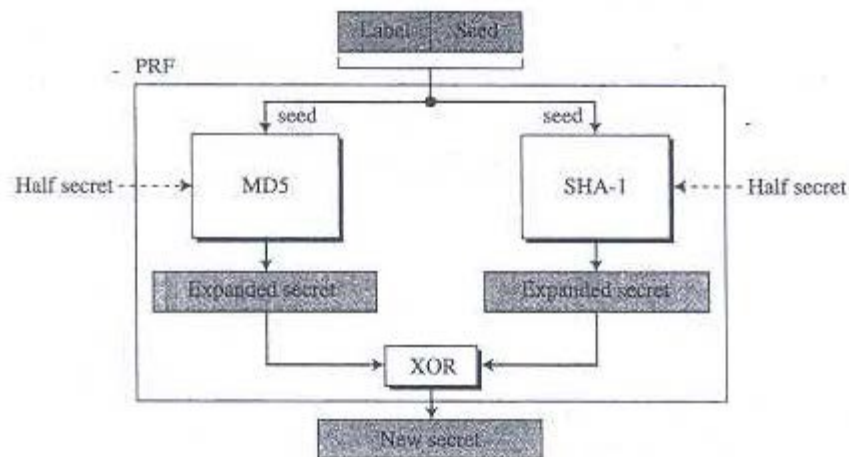 Label Seed
PRF
seed seed
Half secret MD5 SHA-1 Half secret
Expanded secret Expanded secret
XOR
New secret